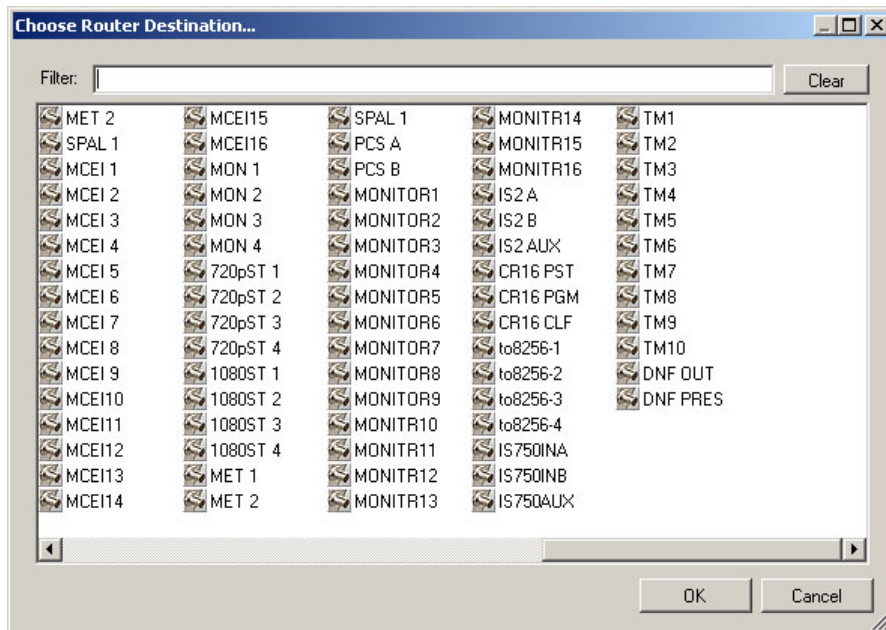 Choose Router Destination...
Filter:
Clear
MET 2
SPAL 1
MCEI 1
MCEI 2
MCEI 3
MCEI 4
MCEI 5
MCEI 6
MCEI 7
MCEI 8
MCEI 9
MCEI10
MCEI11
MCEI12
MCEI13
MCEI14
MCEI15
MCEI16
MON 1
MON 2
MON 3
MON 4
720pST 1
720pST 2
720pST 3
720pST 4
1080ST 1
1080ST 2
1080ST 3
1080ST 4
MET 1
MET 2
SPAL 1
PCS A
PCS B
MONITOR1
MONITOR2
MONITOR3
MONITOR4
MONITOR5
MONITOR6
MONITOR7
MONITOR8
MONITOR9
MONITR10
MONITR11
MONITR12
MONITR13
MONITR14
MONITR15
MONITR16
IS2 A
IS2 B
IS2 AUX
CR16 PST
CR16 PGM
CR16 CLF
to8256-1
to8256-2
to8256-3
to8256-4
IS750INA
IS750INB
IS750AUX
TM1
TM2
TM3
TM4
TM5
TM6
TM7
TM8
TM9
TM10
DNF OUT
DNF PRES
OK
Cancel